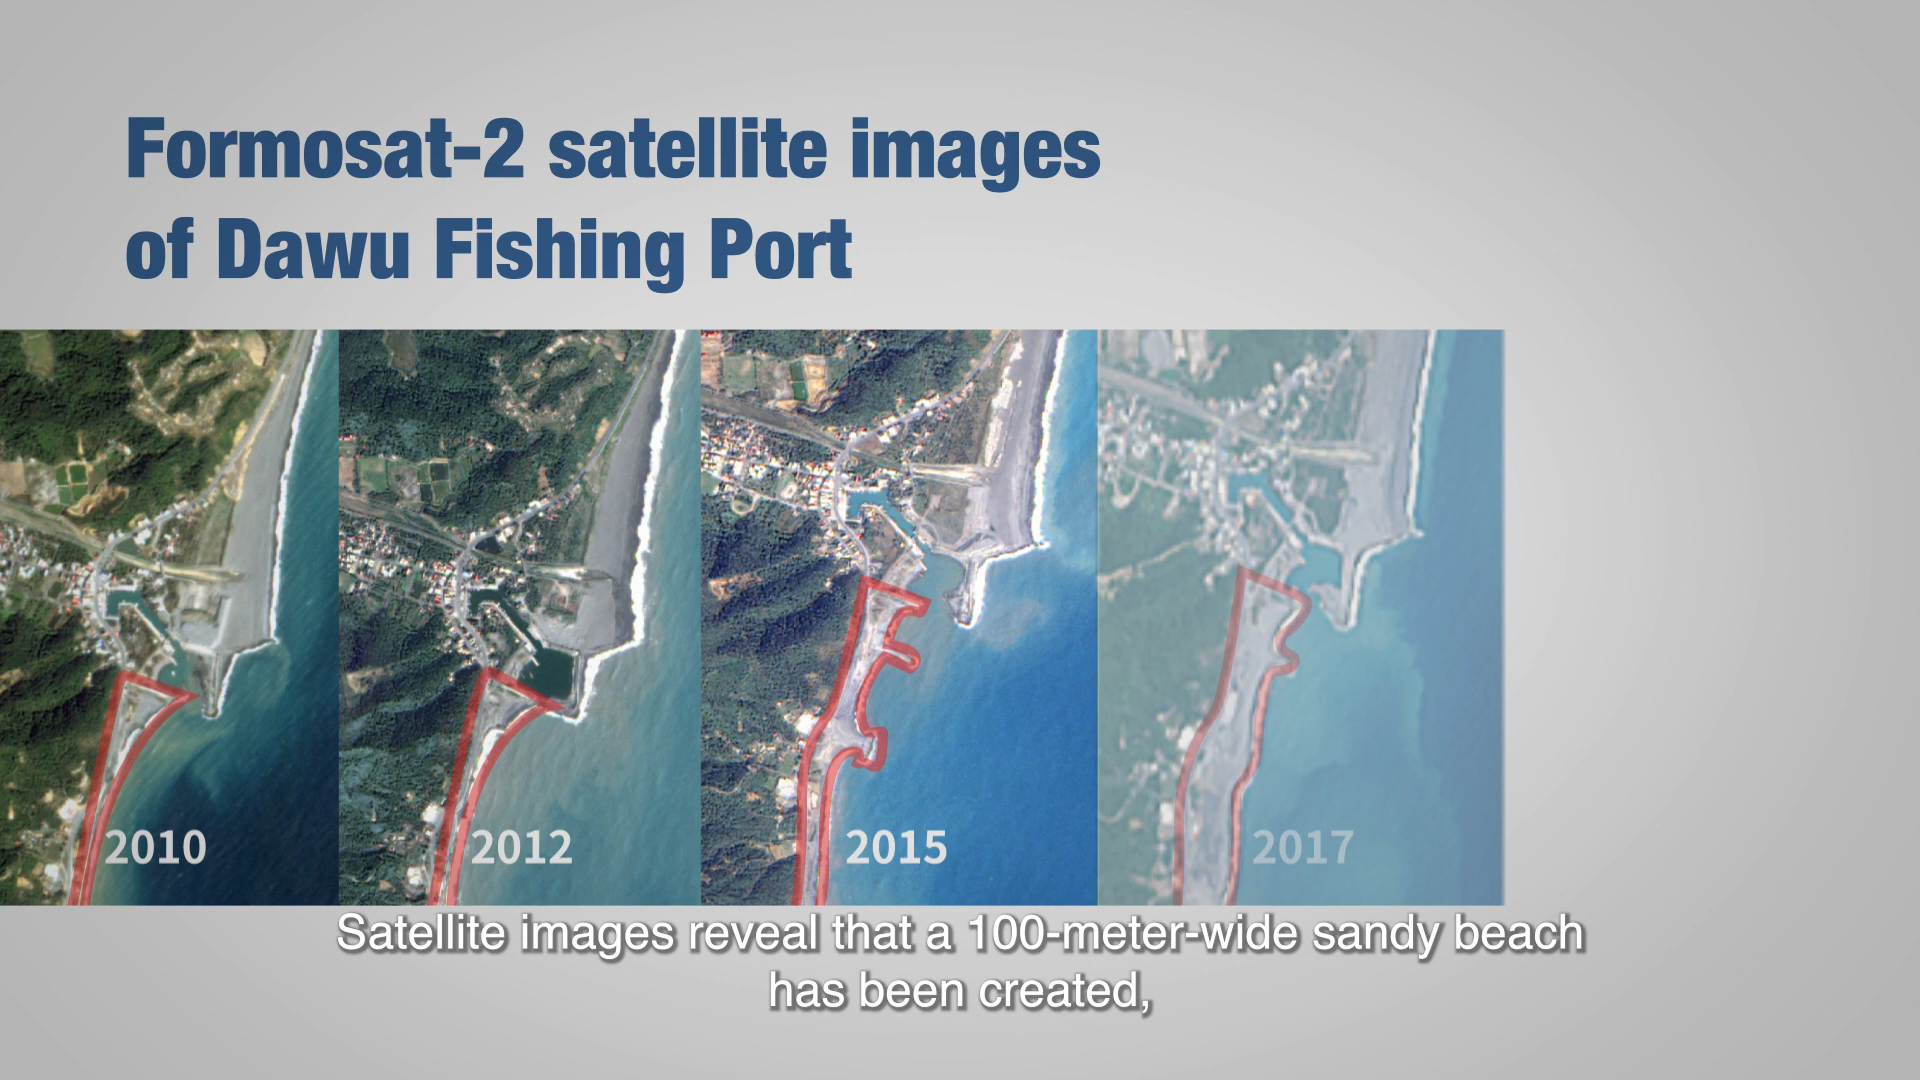 Formosat-2 satellite images
of Dawu Fishing Port
2010
2012
2015
2017
Satellite images reveal that a 100-meter-wide sandy beach
has been created,